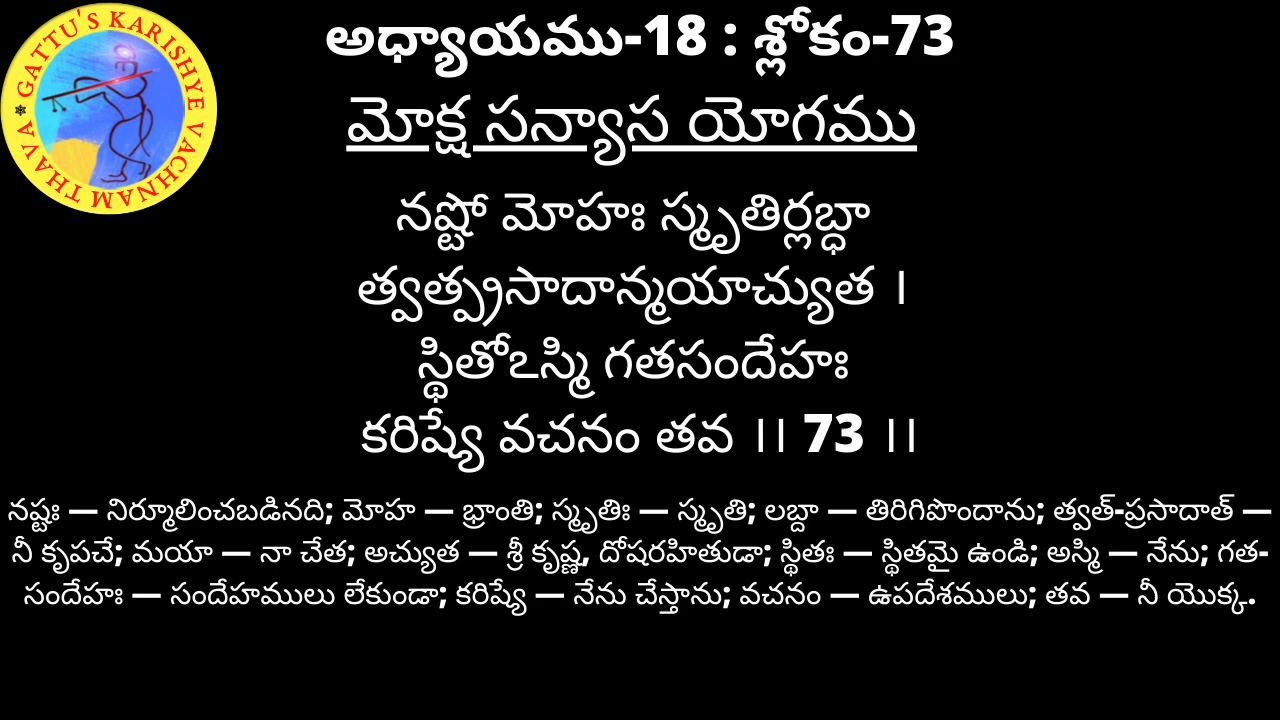 GATTU'S KARISHYE VACHNAM THAVA
అధ్యాయము-18 : శ్లోకం-73
మోక్ష సన్యాస యోగము
నష్టో మోహః స్మృతిర్లబ్ధా
త్వత్ప్రసాదాన్మయాచ్యుత ।
స్థితోఽస్మి గతసందేహః
కరిష్యే వచనం తవ ।। 73 ।।
నష్టః — నిర్మూలించబడినది; మోహ — భ్రాంతి; స్మృతిః — స్మృతి; లబ్దా — తిరిగిపొందాను; త్వత్-ప్రసాదాత్ —
నీ కృపచే; మయా — నా చేత; అచ్యుత — శ్రీ కృష్ణ, దోషరహితుడా; స్థితః — స్థితమై ఉండి; అస్మి — నేను; గత-
సందేహః — సందేహములు లేకుండా; కరిష్యే — నేను చేస్తాను; వచనం — ఉపదేశములు; తవ — నీ యొక్క.